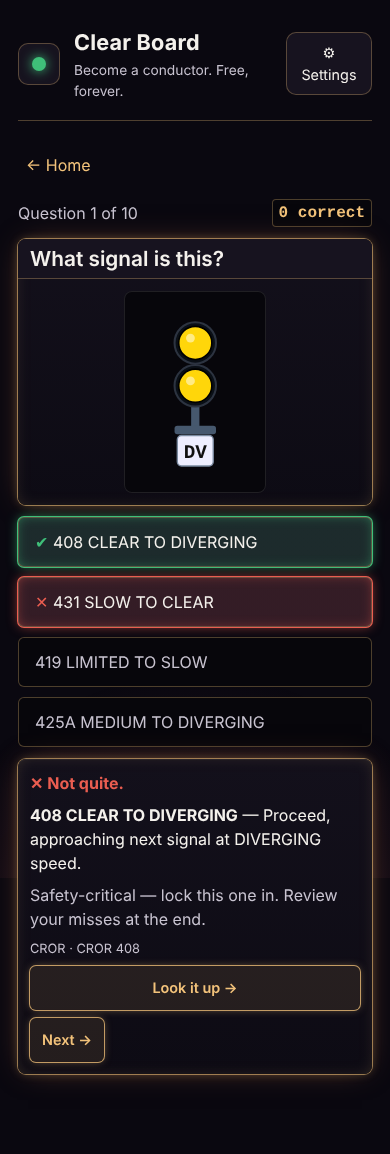 Clear Board
Become a conductor. Free,
forever.
⚙
Settings
← Home
Question 1 of 10
0 correct
What signal is this?
DV
✔ 408 CLEAR TO DIVERGING
✕ 431 SLOW TO CLEAR
419 LIMITED TO SLOW
425A MEDIUM TO DIVERGING
✕ Not quite.
408 CLEAR TO DIVERGING — Proceed,
approaching next signal at DIVERGING
speed.
Safety-critical — lock this one in. Review
your misses at the end.
CROR · CROR 408
Look it up →
Next →